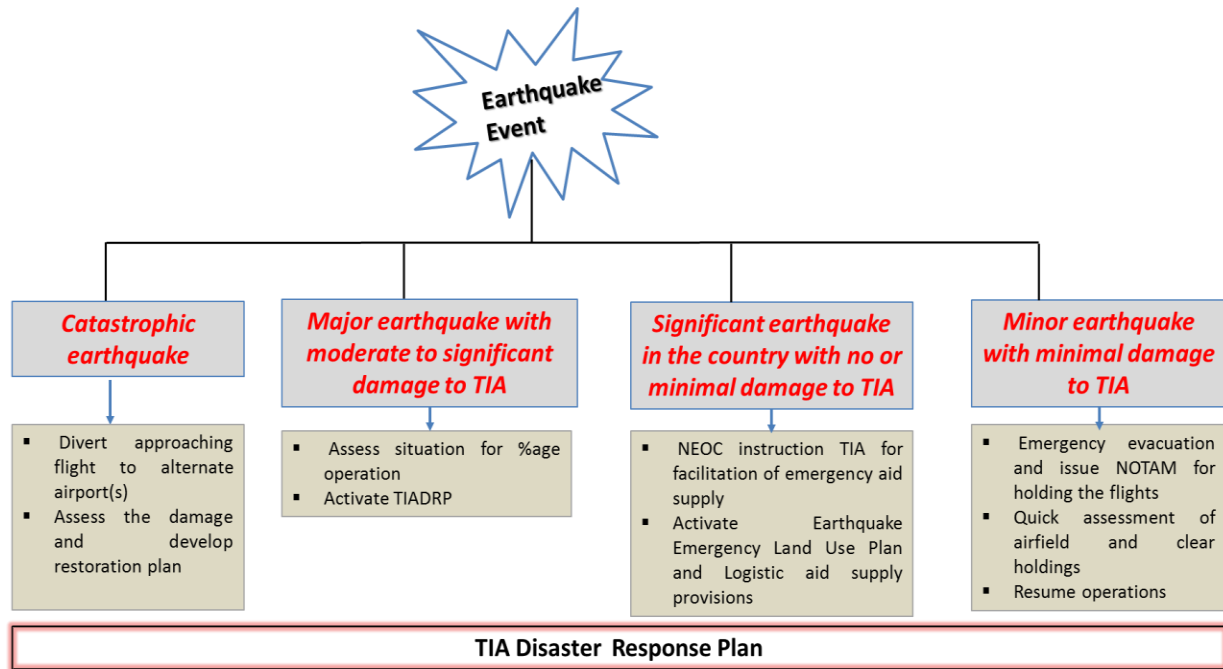 Earthquake
Event
Catastrophic
earthquake
Major earthquake with
moderate to significant
damage to TIA
Significant earthquake
in the country with no or
minimal damage to TIA
Minor earthquake
with minimal damage
to TIA
▪ Divert approaching
flight to alternate
airport(s)
▪ Assess the damage
and develop
restoration plan
▪ Assess situation for %age
operation
▪ Activate TIADRP
▪ NEOC instruction TIA for
facilitation of emergency aid
supply
▪ Activate Earthquake
Emergency Land Use Plan
and Logistic aid supply
provisions
▪ Emergency evacuation
and issue NOTAM for
holding the flights
▪ Quick assessment of
airfield and clear
holdings
▪ Resume operations
TIA Disaster Response Plan